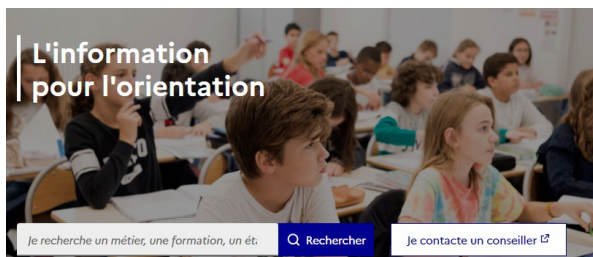 L'information
pour l'orientation
Je recherche un métier, une formation, un ét
Rechercher
Je contacte un conseiller